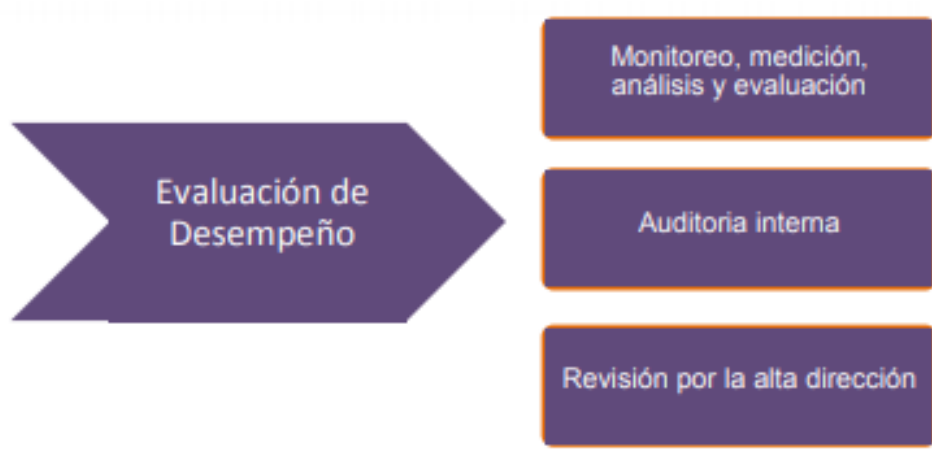 Evaluación de
Desempeño
Monitoreo, medición,
análisis y evaluación
Auditoria interna
Revisión por la alta dirección